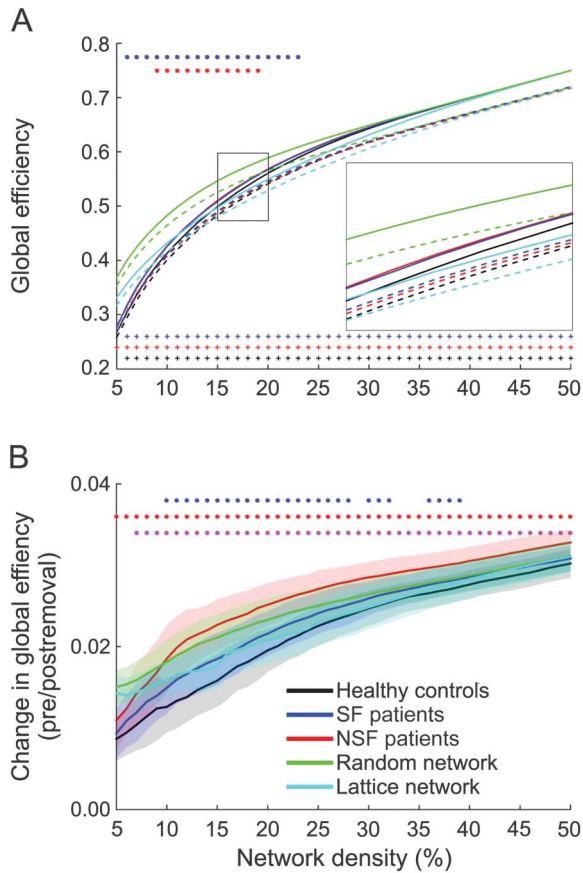 A
0.8
0.7
0.6
0.5
0.4
0.3
0.2
Global efficiency
5 10 15 20 25 30 35 40 45 50
B
0.04
0.02
0.00
Change in global effiency
(pre/postremoval)
Healthy controls
SF patients
NSF patients
Random network
Lattice network
5 10 15 20 25 30 35 40 45 50
Network density (%)